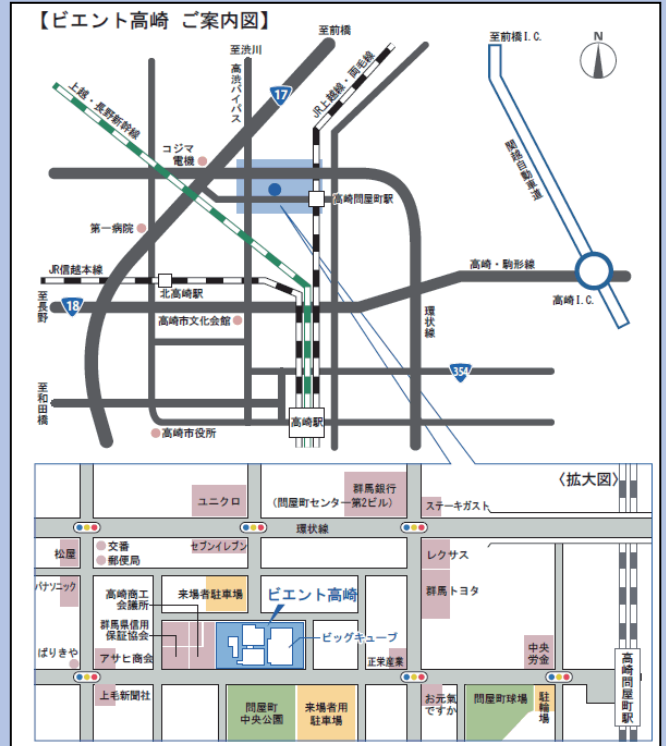 【ビエント高崎 ご案内図】
至前橋
至渋川
高渋バイパス
17
JR上越線・両毛線
至前橋I.C.
N
上越・長野新幹線
コジマ
電機
関越自動車道
高崎問屋町駅
第一病院
JR信越本線
高崎・駒形線
北高崎駅
至長野
18
高崎I.C.
高崎市文化会館
環状線
354
至和田橋
高崎駅
高崎市役所
〈拡大図〉
ユニクロ
群馬銀行
(問屋町センター第2ビル)
ステーキガスト
環状線
松屋
交番
郵便局
セブンイレブン
レクサス
パナソニック
高崎商工
会議所
来場者駐車場
ビエント高崎
群馬トヨタ
群馬県信用
保証協会
ビッグキューブ
ぱりきや
アサヒ商会
正栄産業
中央
労金
高崎問屋町駅
上毛新聞社
問屋町
中央公園
来場者用
駐車場
お元氣
ですか
問屋町球場
駐輪場